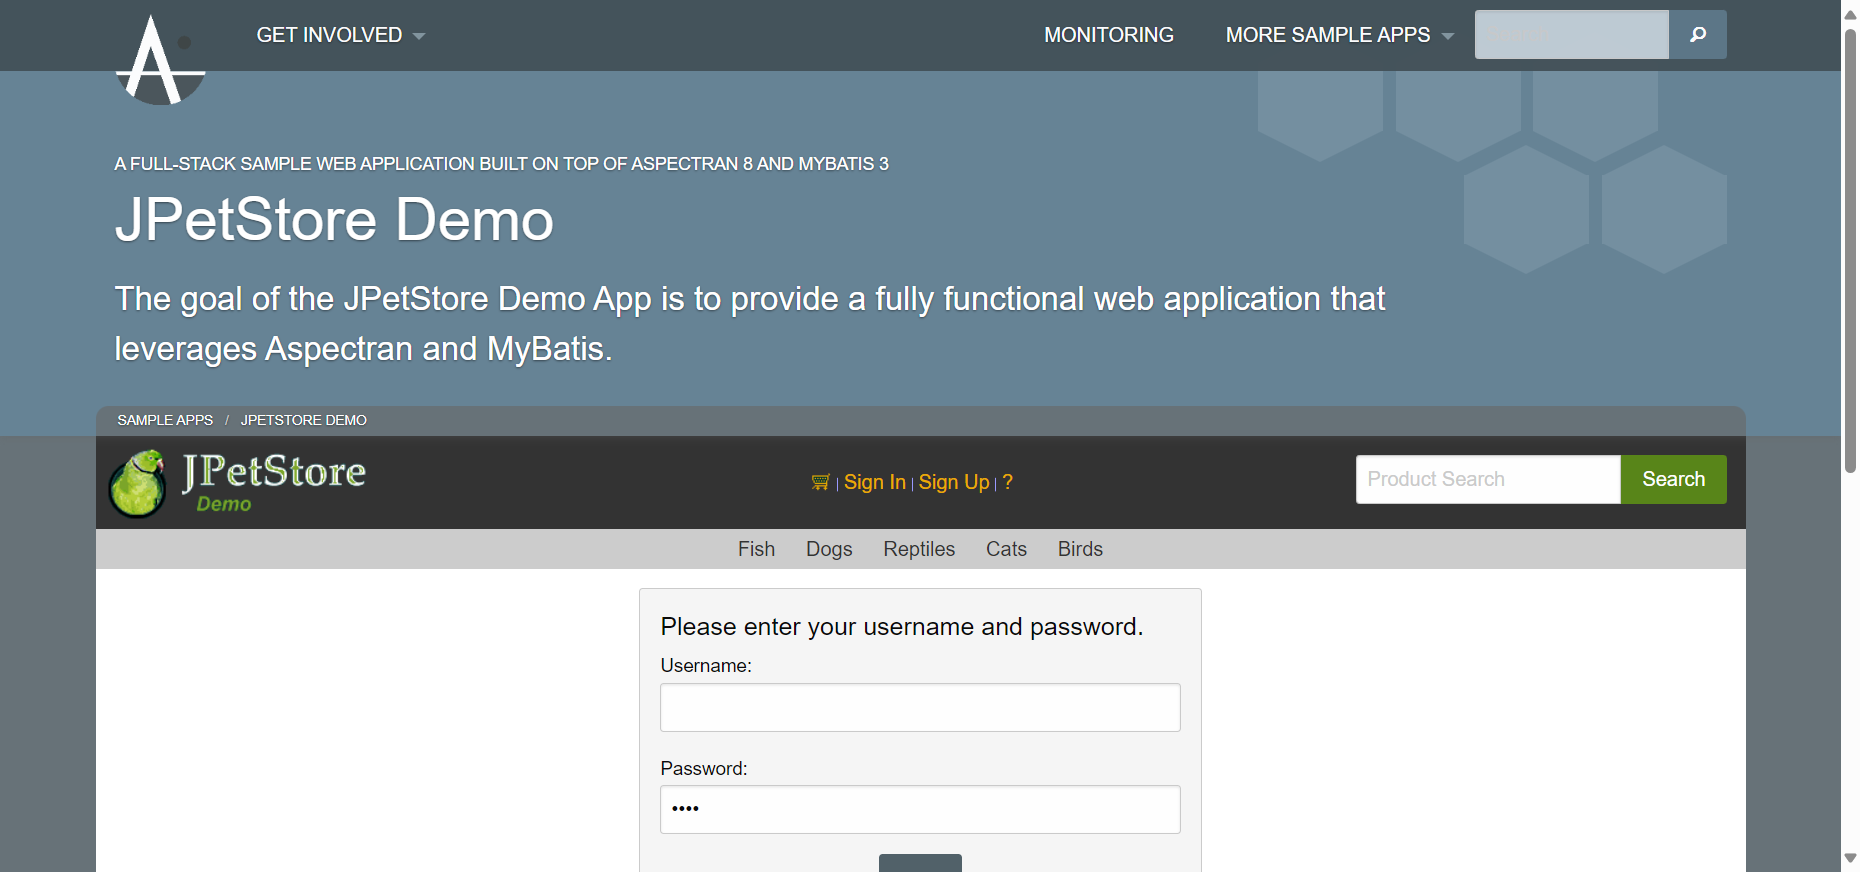 GET INVOLVED
MONITORING
MORE SAMPLE APPS
A FULL-STACK SAMPLE WEB APPLICATION BUILT ON TOP OF ASPECTRAN 8 AND MYBATIS 3
JPetStore Demo
The goal of the JPetStore Demo App is to provide a fully functional web application that
leverages Aspectran and MyBatis.
SAMPLE APPS / JPETSTORE DEMO
JPetStore
Demo
| Sign In | Sign Up | ?
Product Search
Search
Fish Dogs Reptiles Cats Birds
Please enter your username and password.
Username:
Password:
••••